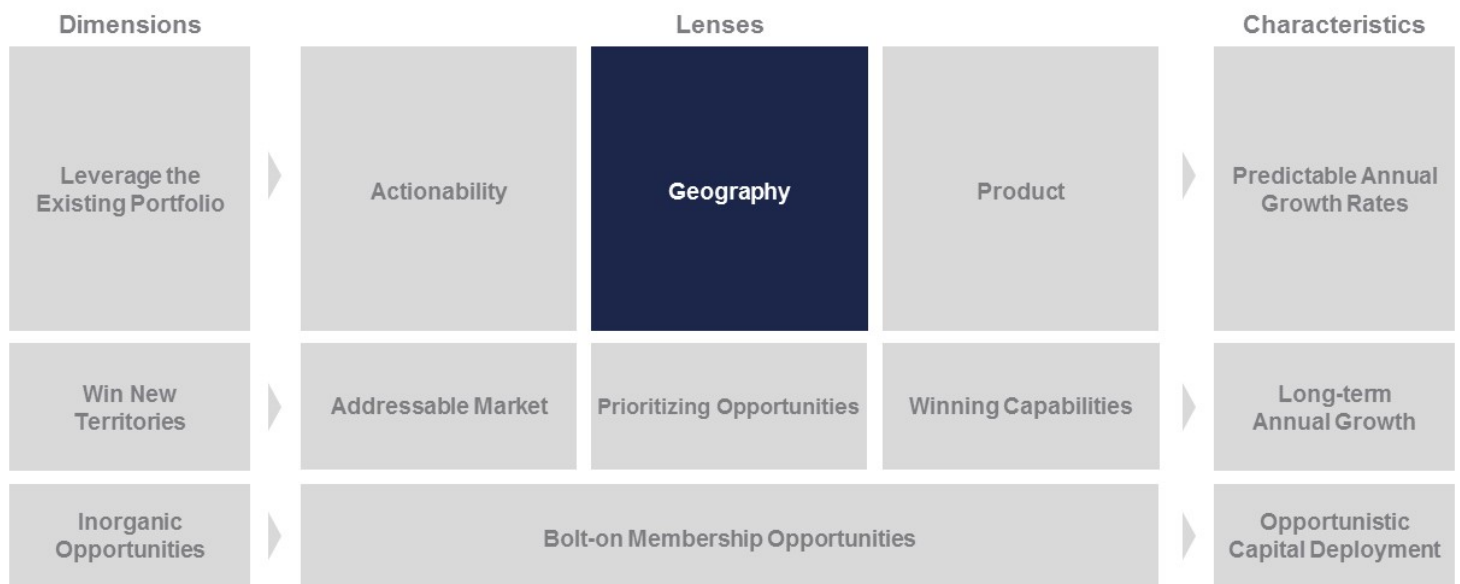 Dimensions
Lenses
Characteristics
Leverage the
Existing Portfolio
Actionability
Geography
Product
Predictable Annual
Growth Rates
Win New
Territories
Addressable Market
Prioritizing Opportunities
Winning Capabilities
Long-term
Annual Growth
Inorganic
Opportunities
Bolt-on Membership Opportunities
Opportunistic
Capital Deployment